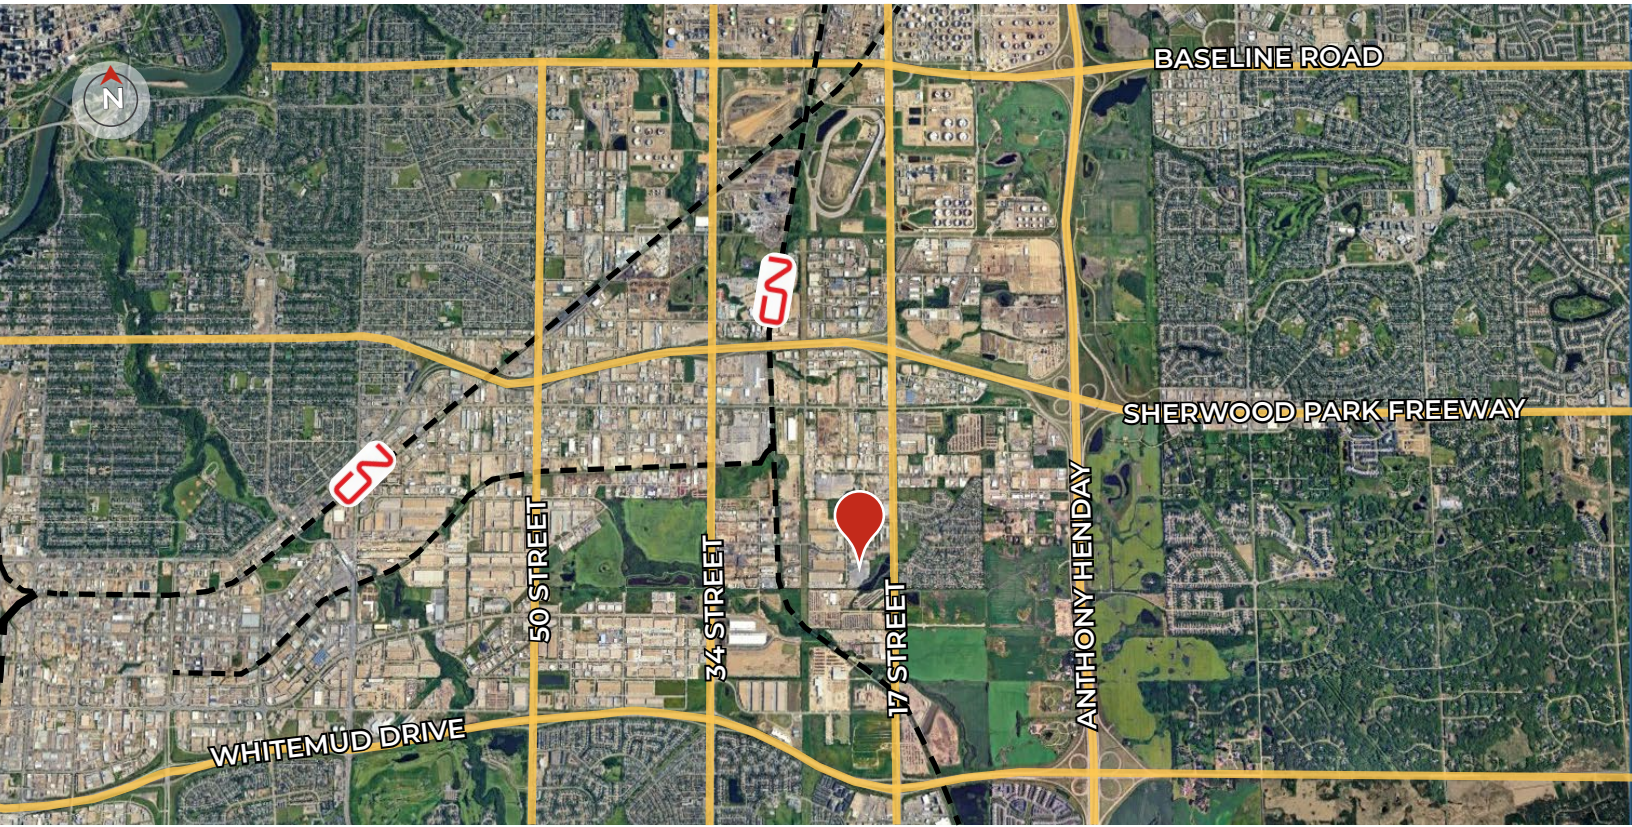 BASELINE ROAD
N
CN
SHERWOOD PARK FREEWAY
CN
50 STREET
34 STREET
17 STREET
ANTHONY HENDAY
WHITEMUD DRIVE